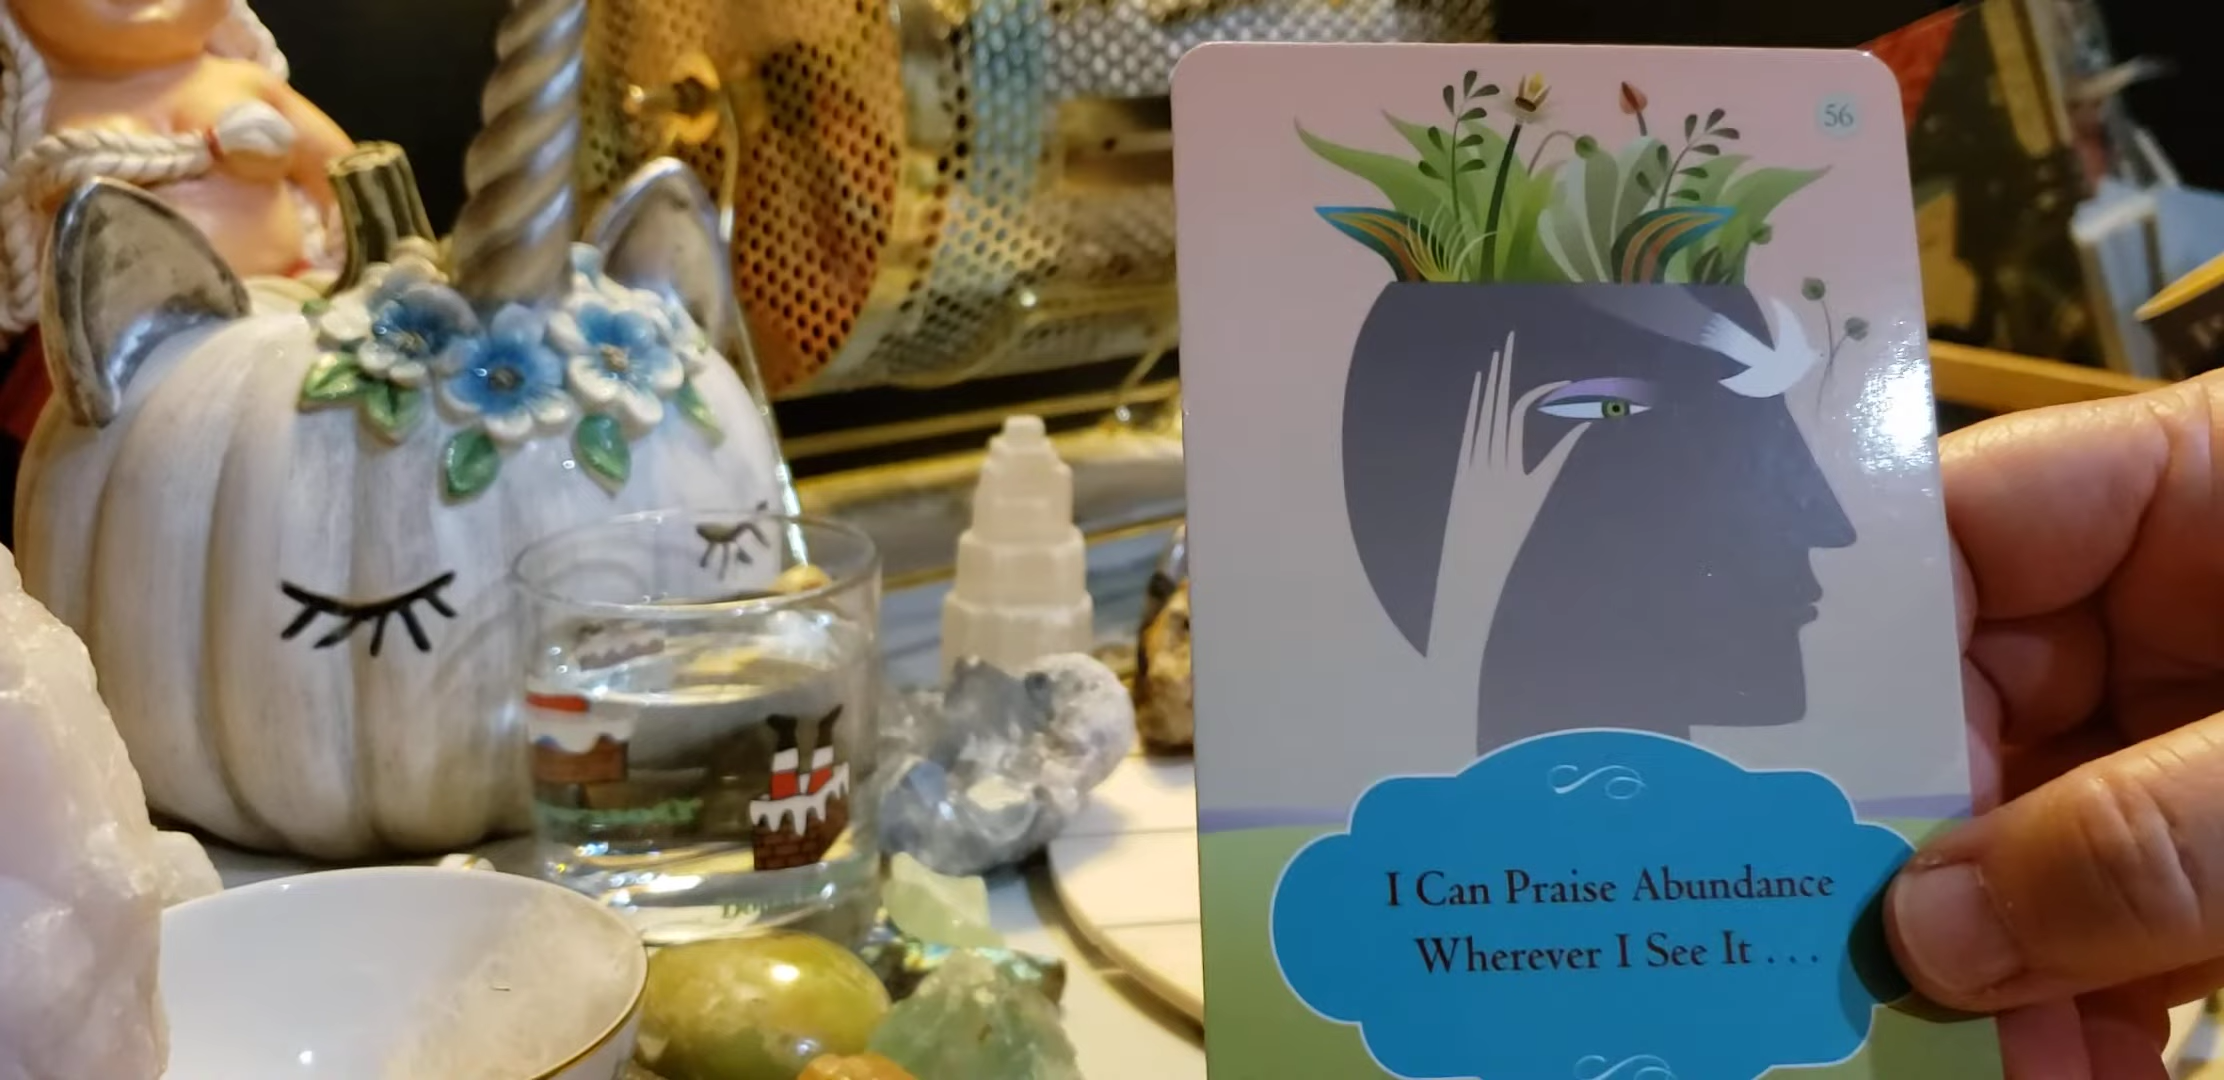 56
I Can Praise Abundance
Wherever I See It . . .